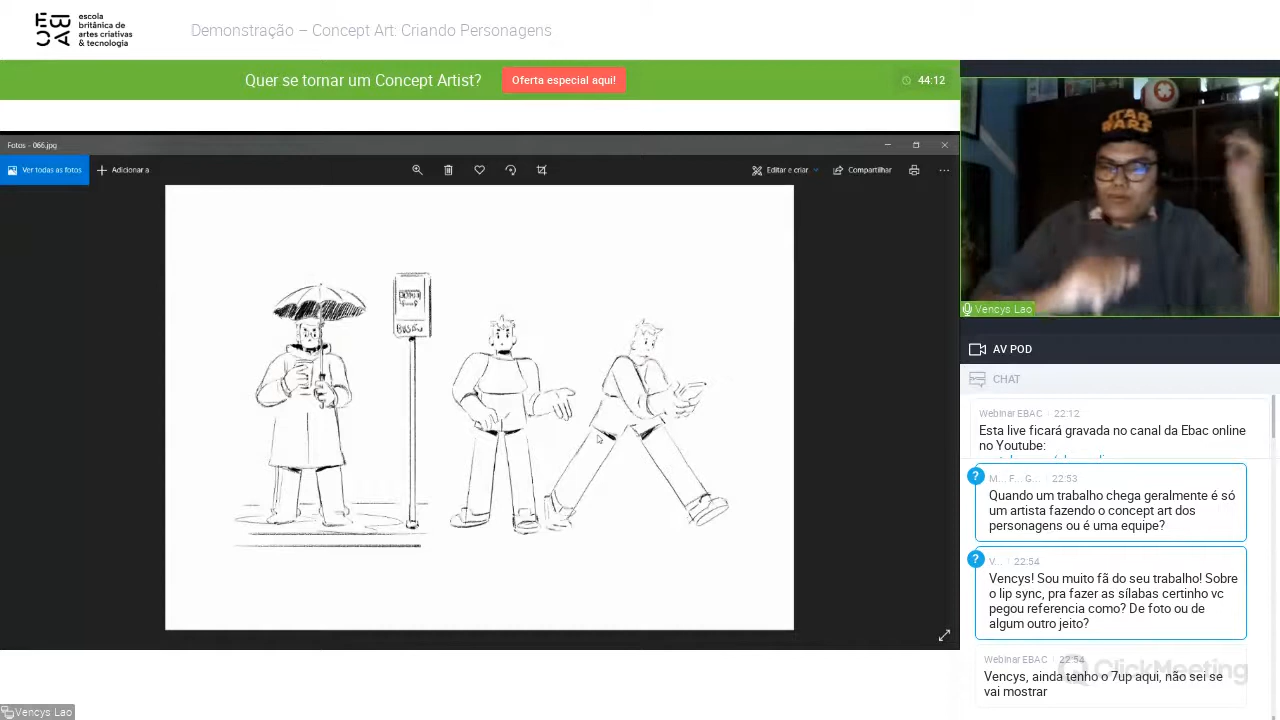 escola
britânica de
artes criativas
& tecnologia
Demonstração – Concept Art: Criando Personagens
Quer se tornar um Concept Artist?
Oferta especial aqui!
44:12
Fotos - 066.jpg
Ver todas as fotos
Adicionar a
Editar e criar
Compartilhar
STAR
WARS
Vencys Lao
AV POD
CHAT
Webinar EBAC 22:12
Esta live ficará gravada no canal da Ebac online
no Youtube:
M... F... G... 22:53
Quando um trabalho chega geralmente é só
um artista fazendo o concept art dos
personagens ou é uma equipe?
V... 22:54
Vencys! Sou muito fã do seu trabalho! Sobre
o lip sync, pra fazer as sílabas certinho vc
pegou referencia como? De foto ou de
algum outro jeito?
Webinar EBAC 22:54
Vencys, ainda tenho o 7up aqui, não sei se
vai mostrar
ClickMeeting
Vencys Lao